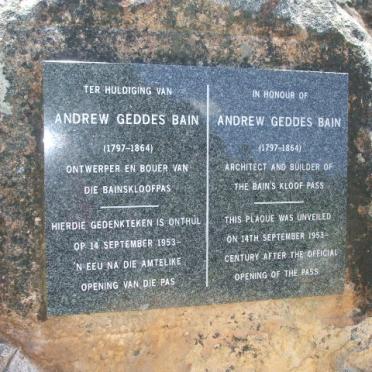 TER HULDIGING VAN
ANDREW GEDDES BAIN
(1797–1864)
ONTWERPER EN BOUER VAN
DIE BAINSKLOOFPAS
HIERDIE GEDENKTEKEN IS ONTHUL
OP 14 SEPTEMBER 1953–
'N EEU NA DIE AMTELIKE
OPENING VAN DIE PAS
IN HONOUR OF
ANDREW GEDDES BAIN
(1797–1864)
ARCHITECT AND BUILDER OF
THE BAIN'S KLOOF PASS
THIS PLAQUE WAS UNVEILED
ON 14TH SEPTEMBER 1953–
CENTURY AFTER THE OFFICIAL
OPENING OF THE PASS